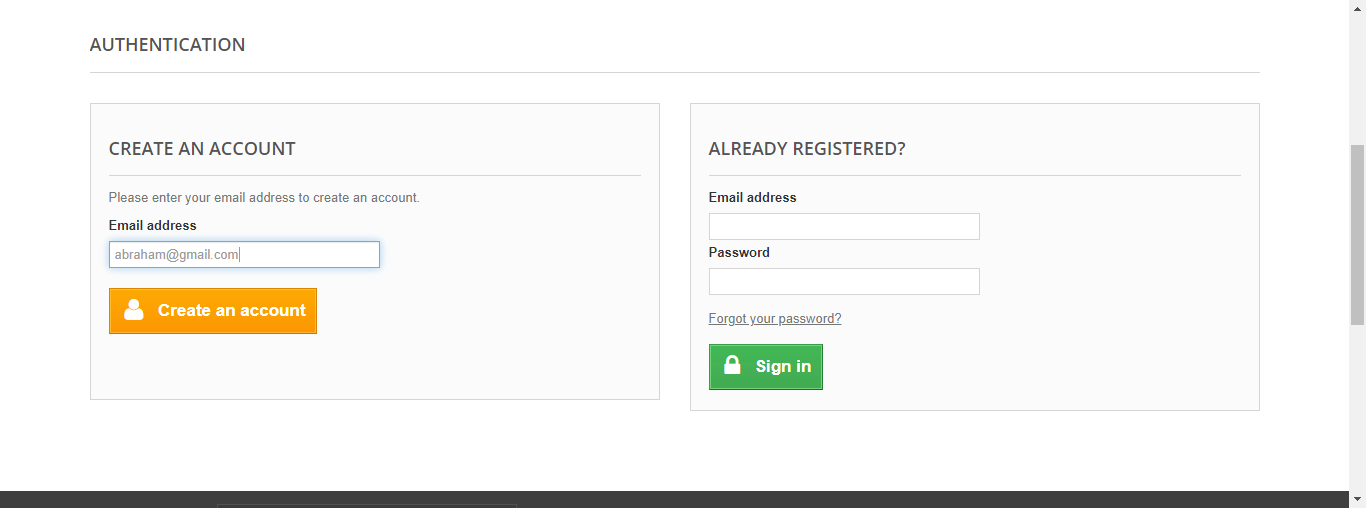 AUTHENTICATION
CREATE AN ACCOUNT
Please enter your email address to create an account.
Email address
abraham@gmail.com
Create an account
ALREADY REGISTERED?
Email address
Password
Forgot your password?
Sign in